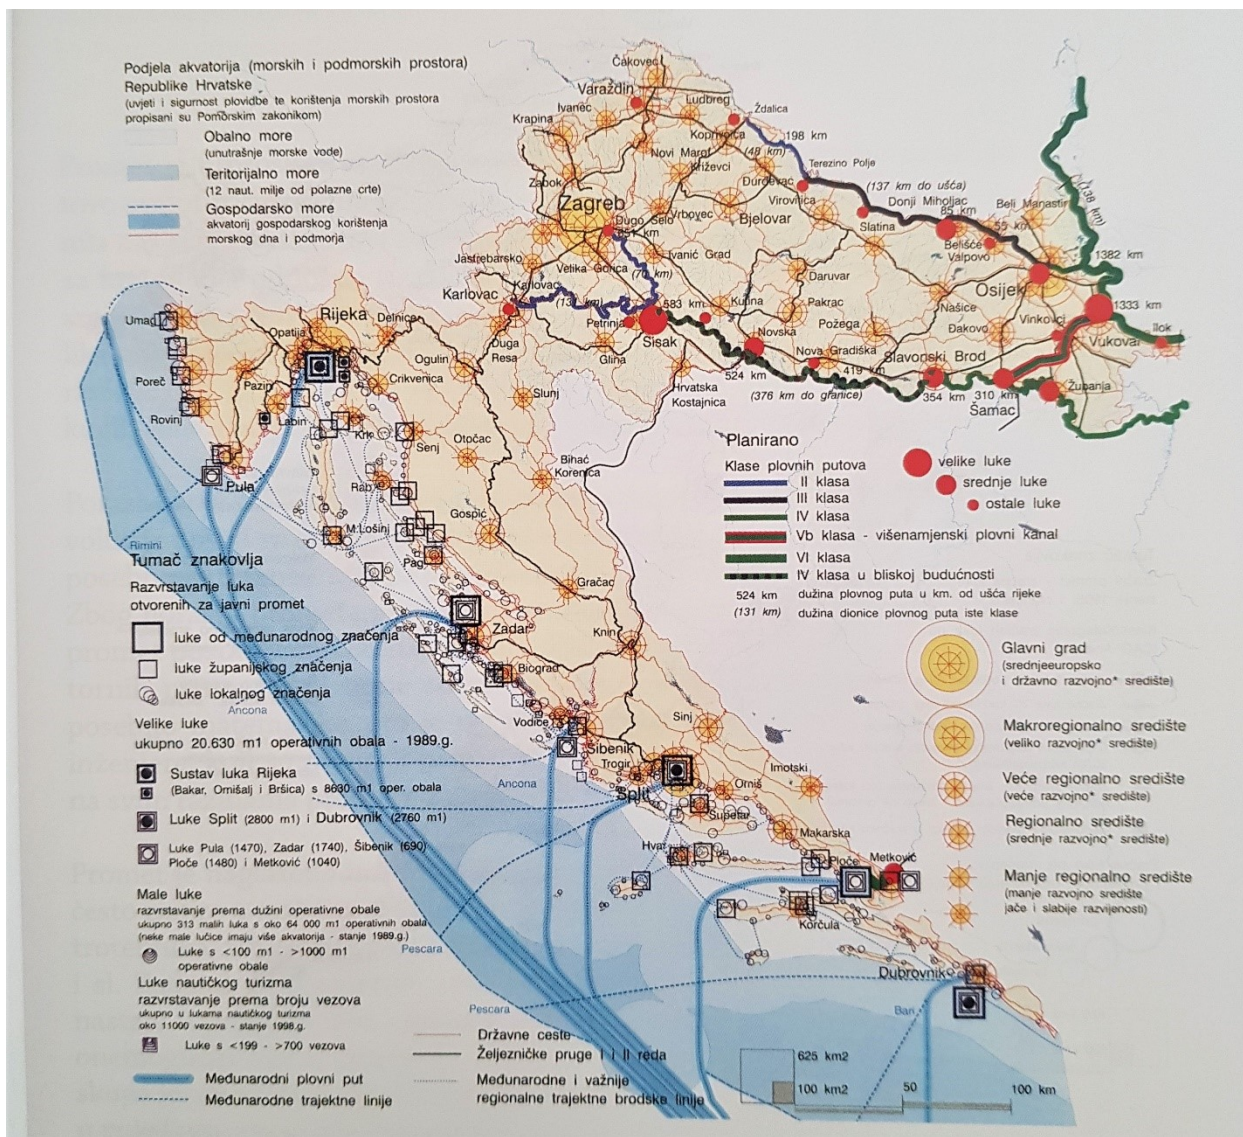 Podjela akvatorija (morskih i podmorskih prostora)
Republike Hrvatske
(uvjeti i sigurnost plovidbe te korištenja morskih prostora
propisani su Pomorskim zakonikom)
Obalno more
(unutrašnje morske vode)
Teritorijalno more
(12 naut. milje od polazne crte)
Gospodarsko more
akvatorij gospodarskog korištenja
morskog dna i podmorja
Čakovec
Varaždin
Ludbreg
Ždalica
Ivanec
Krapina
Koprivnica
198 km
Novi Marof
(48 km)
Križevci
Terezino Polje
Zabok
Đurđevac
(137 km do ušća)
Virovitica
Donji Miholjac
Beli Manastir
(138 km)
Zagreb
Vrbovec
Bjelovar
85 km
Dugo Selo
651 km
Slatina
55 km
Belišće
Valpovo
1382 km
Jastrebarsko
Velika Gorica
(70 km)
Ivanić Grad
Daruvar
Osijek
Karlovac
Karlovac
(131 km)
583 km
Kutina
Pakrac
Našice
1333 km
Petrinja
Sisak
Novska
Požega
Đakovo
Vinkovci
Vukovar
Ilok
Umag
Rijeka
Opatija
Delnice
Duga
Resa
Glina
Nova Gradiška
Slavonski Brod
Ogulin
524 km
419 km
Hrvatska
Kostajnica
(376 km do granice)
354 km
310 km
Šamac
Županja
Poreč
Pazin
Crikvenica
Slunj
Rovinj
Labin
Krk
Senj
Otočac
Bihać
Korenica
Pula
Rab
Gospić
M.Lošinj
Pag
Gračac
Rimini
Zadar
Knin
Biograd
Ancona
Vodice
Šibenik
Sinj
Trogir
Ancona
Split
Omiš
Imotski
Supetar
Makarska
Hvar
Ploče
Metković
Korčula
Pescara
Dubrovnik
Pescara
Bari
Planirano
Klase plovnih putova
II klasa
III klasa
IV klasa
Vb klasa - višenamjenski plovni kanal
VI klasa
IV klasa u bliskoj budućnosti
524 km dužina plovnog puta u km. od ušća rijeke
(131 km) dužina dionice plovnog puta iste klase
velike luke
srednje luke
ostale luke
Glavni grad
(srednjeeuropsko
i državno razvojno* središte)
Makroregionalno središte
(veliko razvojno* središte)
Veće regionalno središte
(veće razvojno* središte)
Regionalno središte
(srednje razvojno* središte)
Manje regionalno središte
(manje razvojno središte
jače i slabije razvijenosti)
Tumač znakovlja
Razvrstavanje luka
otvorenih za javni promet
luke od međunarodnog značenja
luke županijskog značenja
luke lokalnog značenja
Velike luke
ukupno 20.630 m1 operativnih obala - 1989.g.
Sustav luka Rijeka
(Bakar, Omišalj i Bršica) s 8630 m1 oper. obala
Luke Split (2800 m1) i Dubrovnik (2760 m1)
Luke Pula (1470), Zadar (1740), Šibenik (690)
Ploče (1480) i Metković (1040)
Male luke
razvrstavanje prema dužini operativne obale
ukupno 313 malih luka s oko 64 000 m1 operativnih obala
(neke male lučice imaju više akvatorija - stanje 1989.g.)
Luke s <100 m1 - >1000 m1
operativne obale
Luke nautičkog turizma
razvrstavanje prema broju vezova
ukupno u lukama nautičkog turizma
oko 11000 vezova - stanje 1998.g.
Luke s <199 - >700 vezova
Međunarodni plovni put
Međunarodne trajektne linije
Državne ceste
Željezničke pruge I i II reda
Međunarodne i važnije
regionalne trajektne brodske linije
625 km2
100 km2
50
100 km